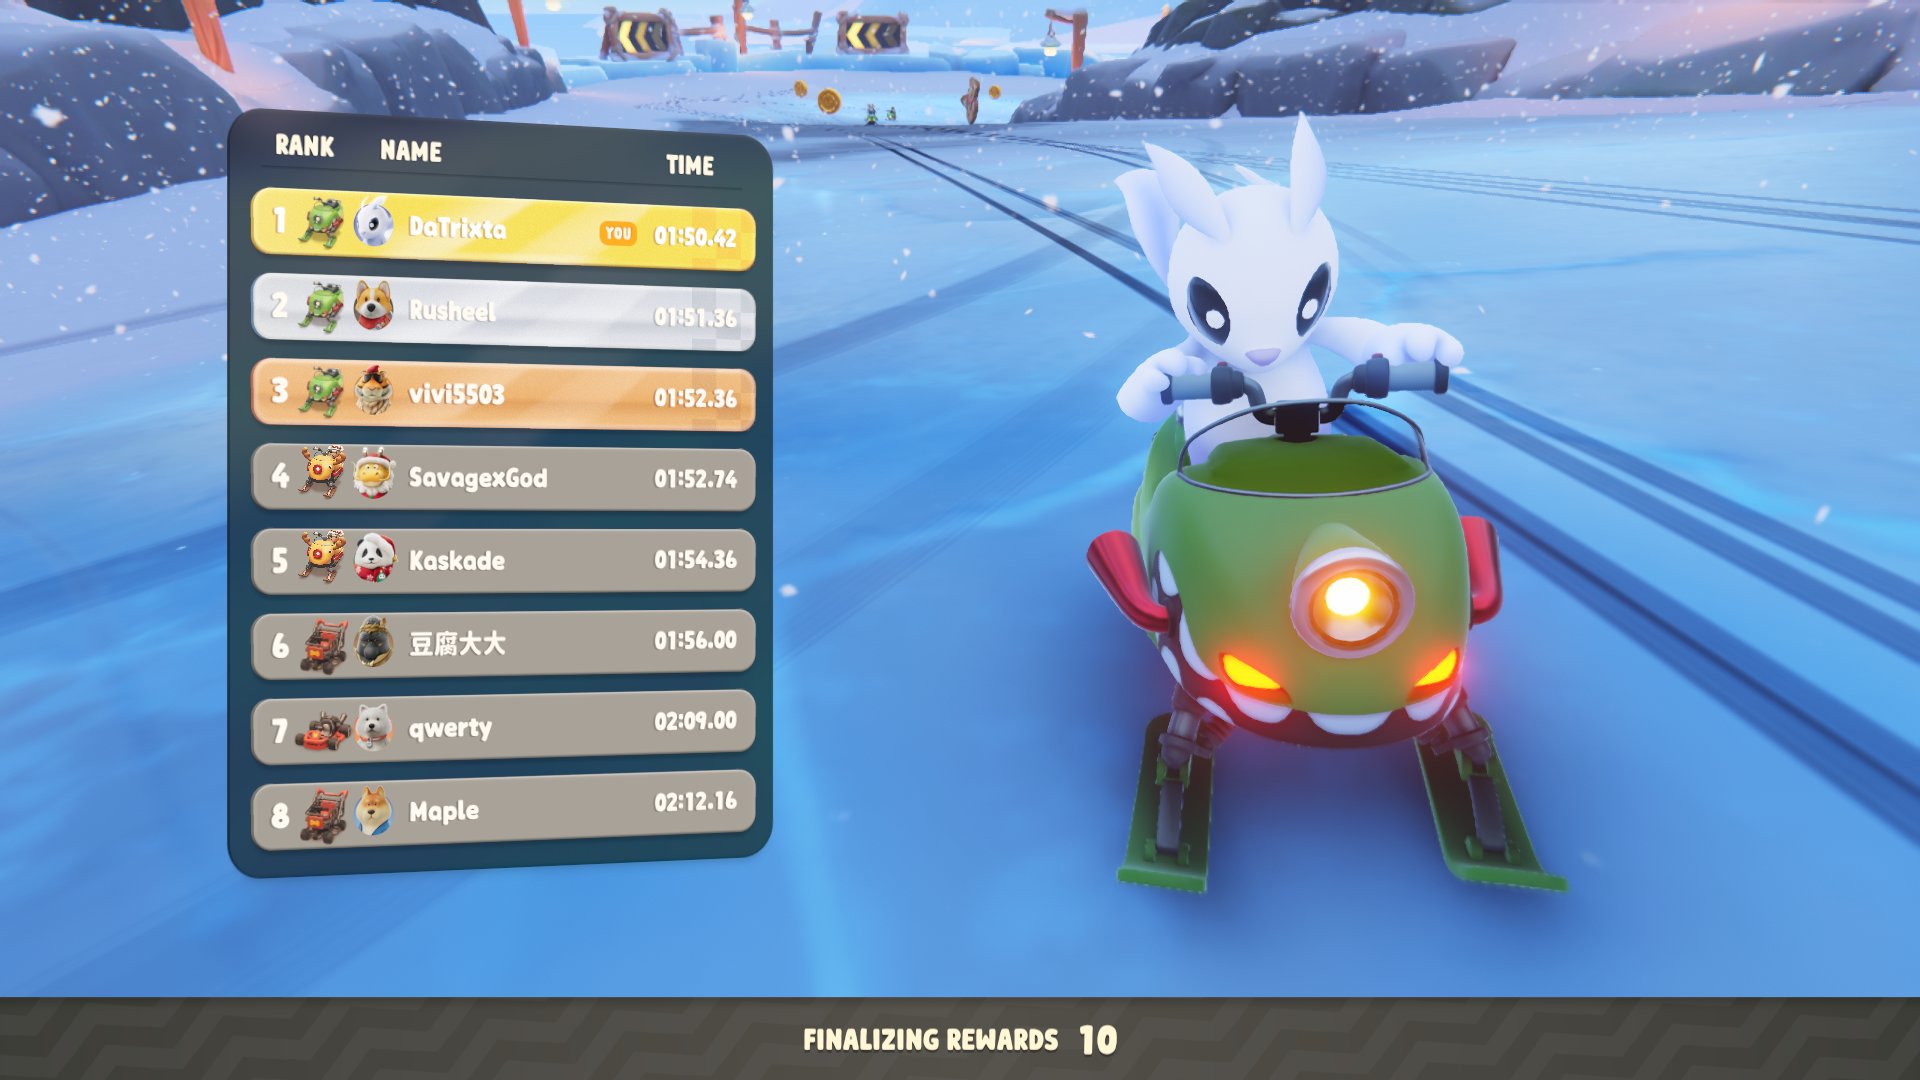 RANK NAME TIME
1 DaTrixta YOU 01:50.42
2 Rusheel 01:51.36
3 vivi5503 01:52.36
4 SavagexGod 01:52.74
5 Kaskade 01:54.36
6 豆腐大大 01:56.00
7 qwerty 02:09.00
8 Maple 02:12.16
FINALIZING REWARDS 10